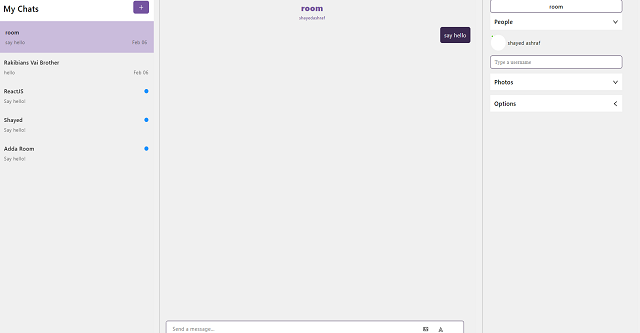 My Chats
+
room
say hello
Feb 06
Rakibians Vai Brother
hello
Feb 06
ReactJS
Say hello!
Shayed
Say hello!
Adda Room
Say hello!
room
shayedashraf
say hello
Send a message...
room
People
shayed ashraf
Type a username
Photos
Options